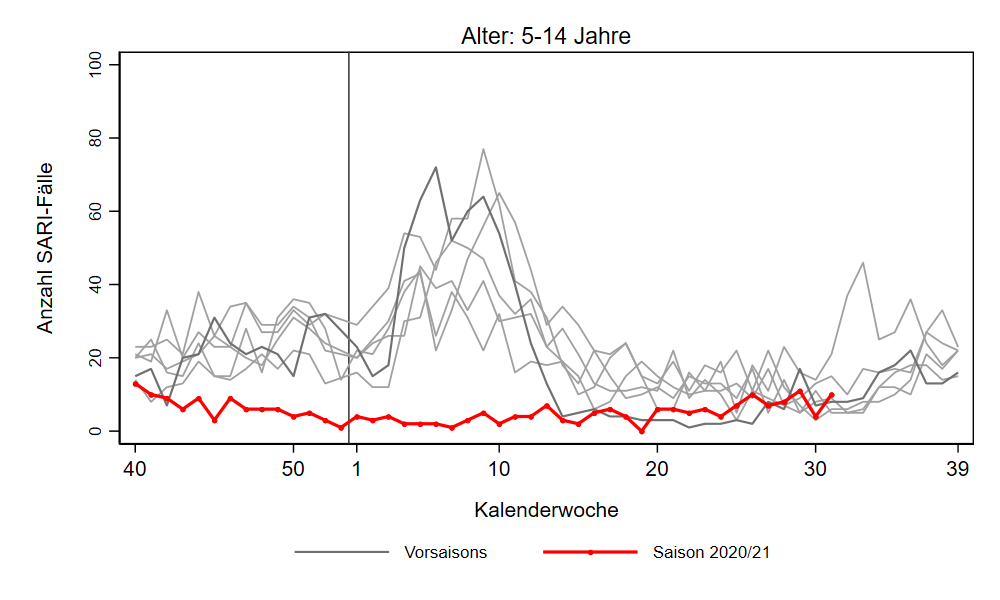 Alter: 5-14 Jahre
Anzahl SARI-Fälle
100
80
60
40
20
0
40 50 1 10 20 30 39
Kalenderwoche
Vorsaisons Saison 2020/21